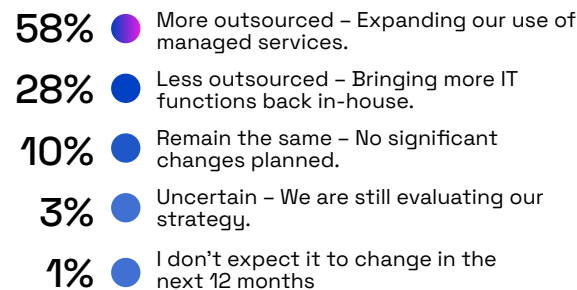 58% More outsourced – Expanding our use of
managed services.
28% Less outsourced – Bringing more IT
functions back in-house.
10% Remain the same – No significant
changes planned.
3% Uncertain – We are still evaluating our
strategy.
1% I don't expect it to change in the
next 12 months